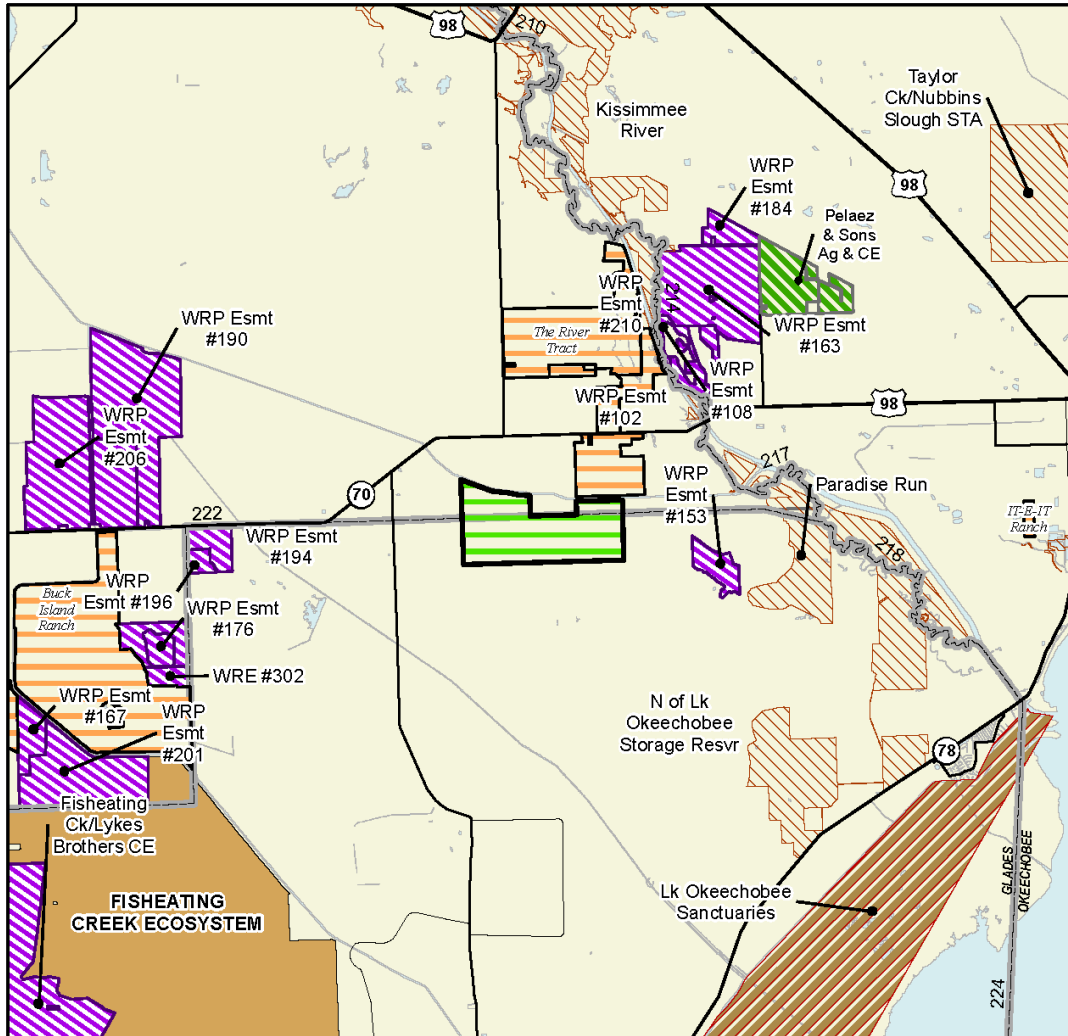 98
210
Kissimmee
River
Taylor
Ck/Nubbins
Slough STA
98
WRP
Esmt
#184
Pelaez
& Sons
Ag & CE
WRP
Esmt
#210
214
WRP Esmt
#163
The River
Tract
WRP Esmt
#190
WRP
Esmt
#206
WRP Esmt
#102
WRP
Esmt
#108
98
70
217
WRP
Esmt
#153
Paradise Run
IT-E-IT
Ranch
222
WRP Esmt
#194
218
WRP
Esmt #196
Buck
Island
Ranch
WRP Esmt
#176
WRE #302
WRP Esmt
#167
WRP
Esmt
#201
N of Lk
Okeechobee
Storage Resvr
78
Fisheating
Ck/Lykes
Brothers CE
GLADES
OKEECHOBEE
Lk Okeechobee
Sanctuaries
FISHEATING
CREEK ECOSYSTEM
224